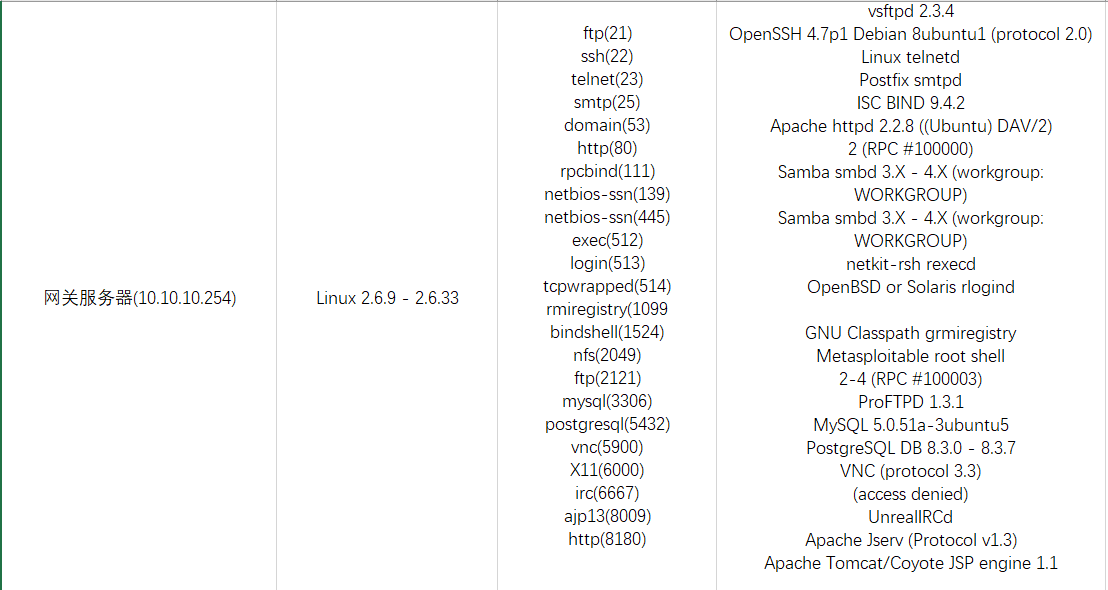 网关服务器(10.10.10.254)
Linux 2.6.9 - 2.6.33
ftp(21)
ssh(22)
telnet(23)
smtp(25)
domain(53)
http(80)
rpcbind(111)
netbios-ssn(139)
netbios-ssn(445)
exec(512)
login(513)
tcpwrapped(514)
rmiregistry(1099
bindshell(1524)
nfs(2049)
ftp(2121)
mysql(3306)
postgresql(5432)
vnc(5900)
X11(6000)
irc(6667)
ajp13(8009)
http(8180)
vsftpd 2.3.4
OpenSSH 4.7p1 Debian 8ubuntu1 (protocol 2.0)
Linux telnetd
Postfix smtpd
ISC BIND 9.4.2
Apache httpd 2.2.8 ((Ubuntu) DAV/2)
2 (RPC #100000)
Samba smbd 3.X - 4.X (workgroup:
WORKGROUP)
Samba smbd 3.X - 4.X (workgroup:
WORKGROUP)
netkit-rsh rexecd
OpenBSD or Solaris rlogind
GNU Classpath grmiregistry
Metasploitable root shell
2-4 (RPC #100003)
ProFTPD 1.3.1
MySQL 5.0.51a-3ubuntu5
PostgreSQL DB 8.3.0 - 8.3.7
VNC (protocol 3.3)
(access denied)
UnrealIRCd
Apache Jserv (Protocol v1.3)
Apache Tomcat/Coyote JSP engine 1.1